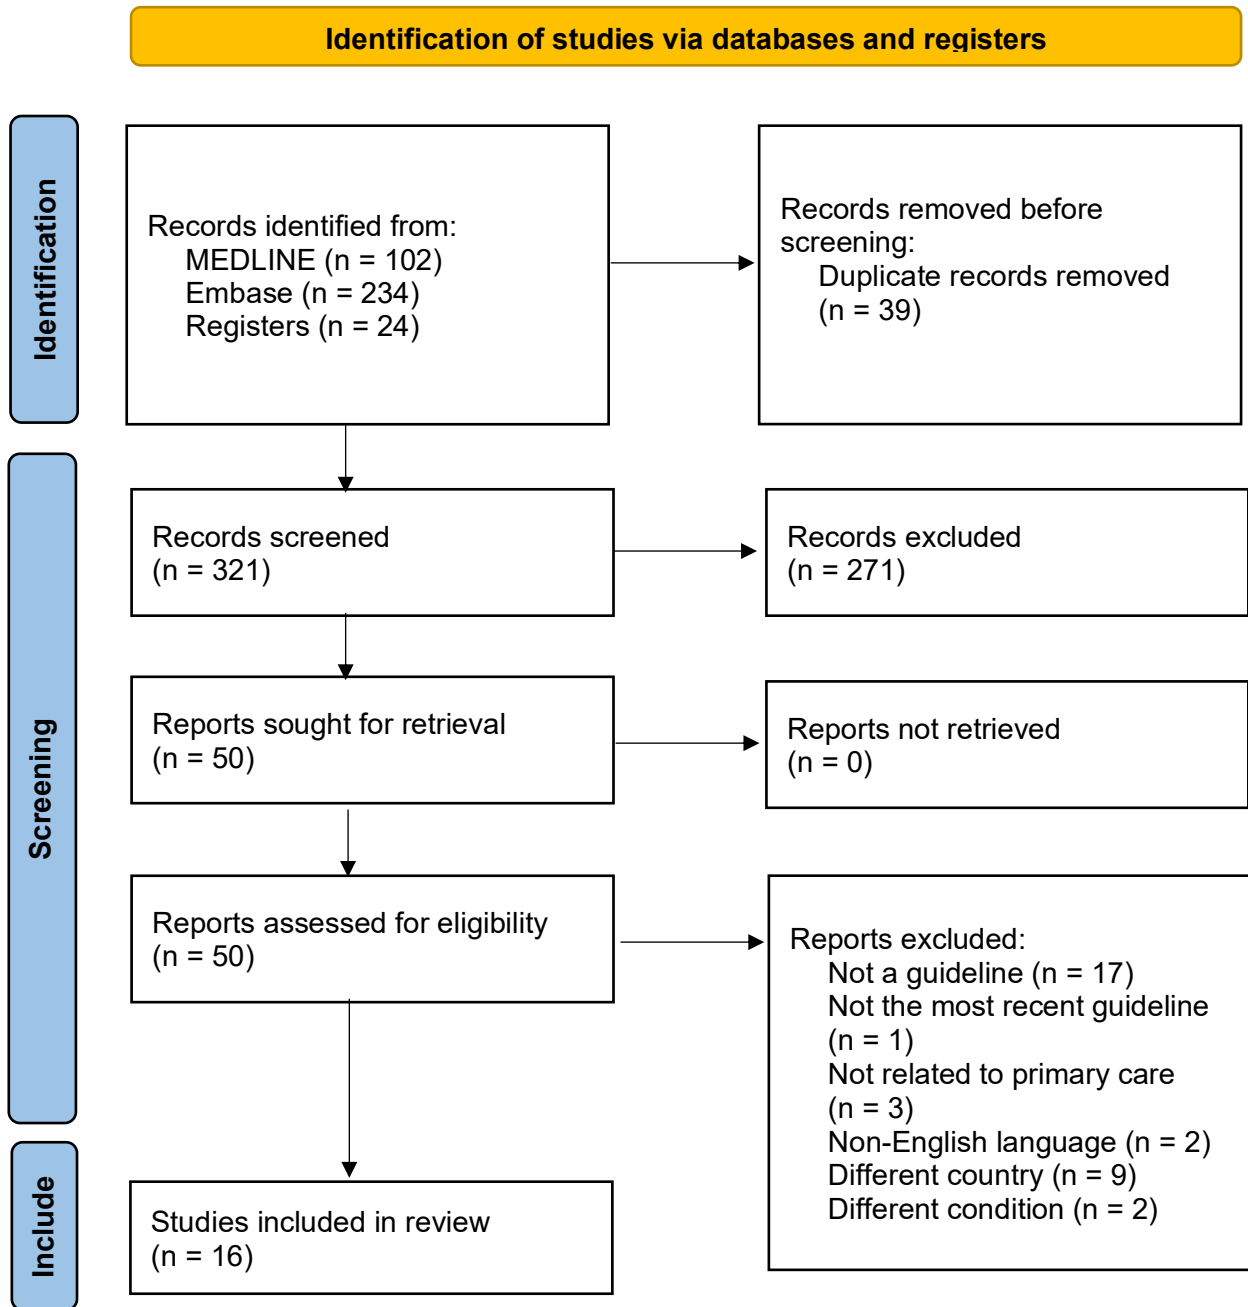 Identification of studies via databases and registers
Identification
Records identified from:
MEDLINE (n = 102)
Embase (n = 234)
Registers (n = 24)
Records removed before
screening:
Duplicate records removed
(n = 39)
Screening
Records screened
(n = 321)
Records excluded
(n = 271)
Reports sought for retrieval
(n = 50)
Reports not retrieved
(n = 0)
Reports assessed for eligibility
(n = 50)
Reports excluded:
Not a guideline (n = 17)
Not the most recent guideline
(n = 1)
Not related to primary care
(n = 3)
Non-English language (n = 2)
Different country (n = 9)
Different condition (n = 2)
Include
Studies included in review
(n = 16)